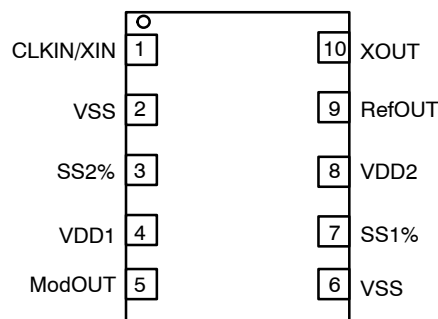 CLKIN/XIN 1 10 XOUT
VSS 2 9 RefOUT
SS2% 3 8 VDD2
VDD1 4 7 SS1%
ModOUT 5 6 VSS